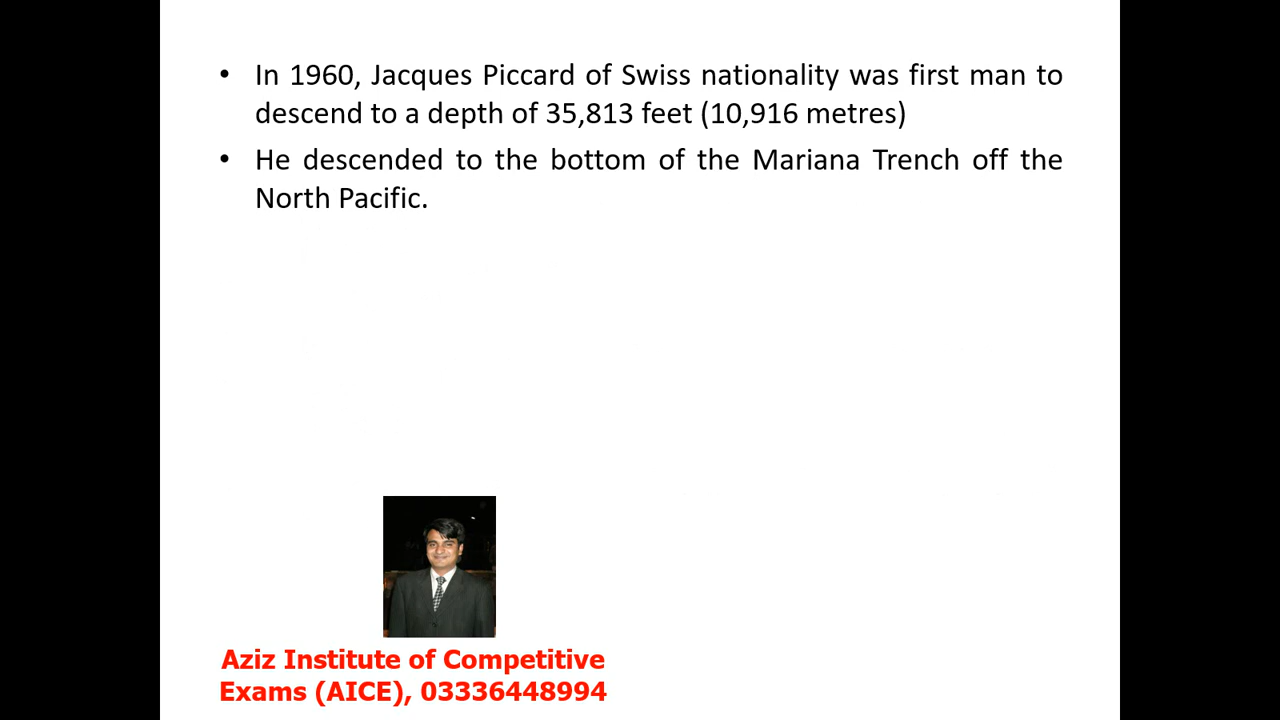 • In 1960, Jacques Piccard of Swiss nationality was first man to
descend to a depth of 35,813 feet (10,916 metres)
• He descended to the bottom of the Mariana Trench off the
North Pacific.
Aziz Institute of Competitive
Exams (AICE), 03336448994